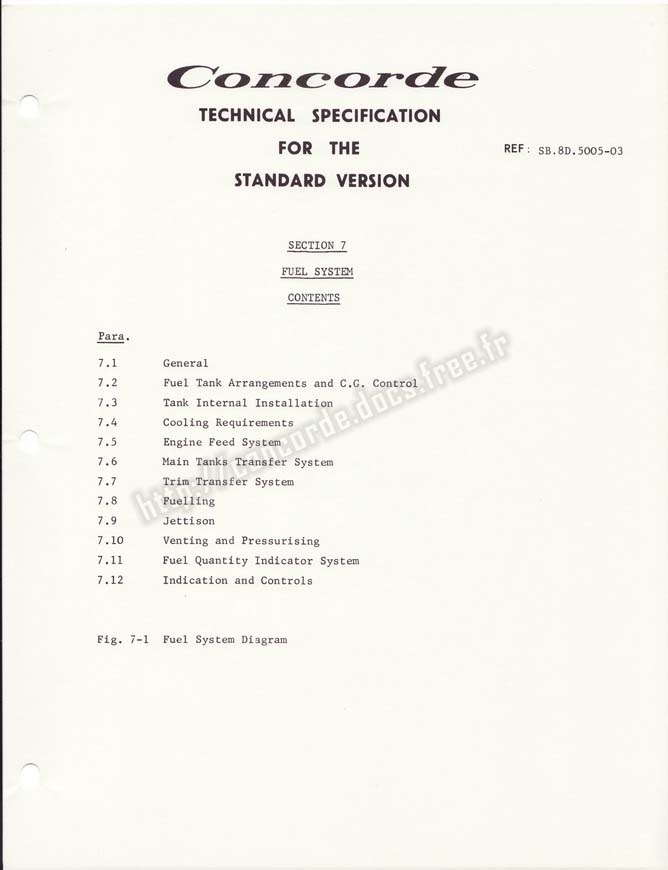 Concorde
TECHNICAL SPECIFICATION
FOR THE
STANDARD VERSION
REF: SB.8D.5005-03
SECTION 7
FUEL SYSTEM
CONTENTS
Para.
7.1 General
7.2 Fuel Tank Arrangements and C.G. Control
7.3 Tank Internal Installation
7.4 Cooling Requirements
7.5 Engine Feed System
7.6 Main Tanks Transfer System
7.7 Trim Transfer System
7.8 Fuelling
7.9 Jettison
7.10 Venting and Pressurising
7.11 Fuel Quantity Indicator System
7.12 Indication and Controls
Fig. 7-1 Fuel System Diagram
http://concorde.docs.free.fr